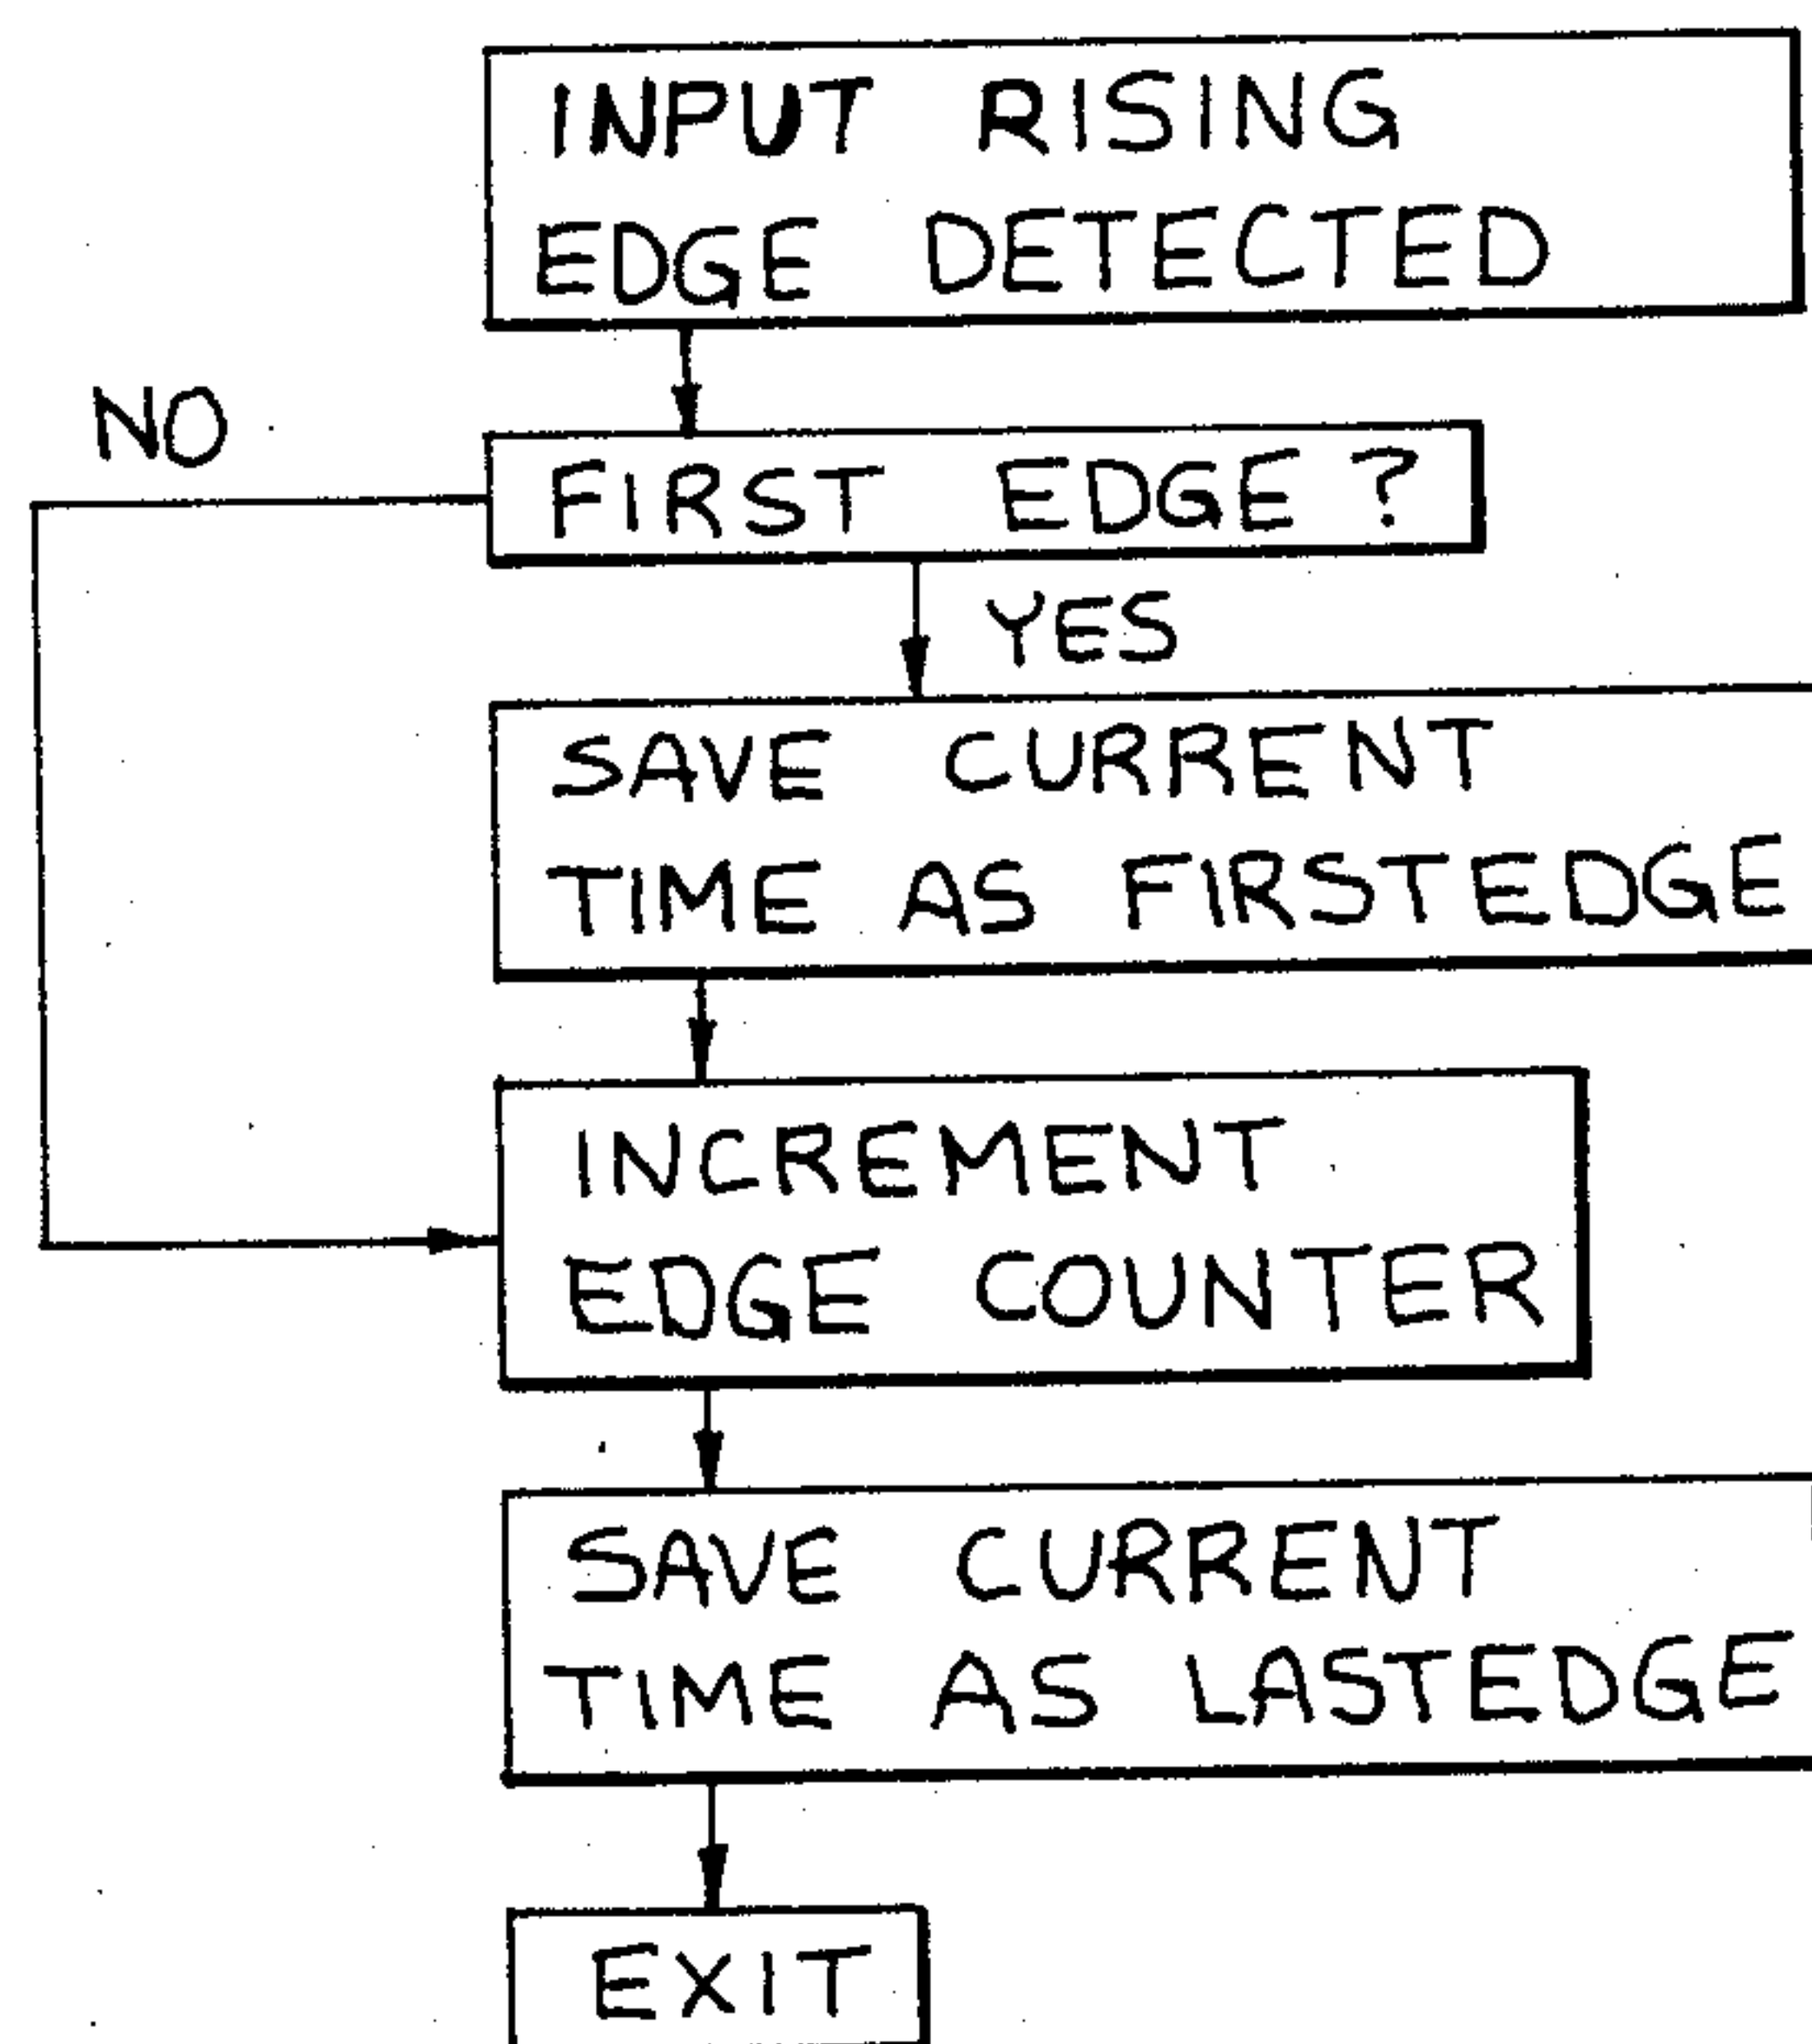 INPUT RISING
EDGE DETECTED
NO
FIRST EDGE?
YES
SAVE CURRENT
TIME AS FIRSTEDGE
INCREMENT
EDGE COUNTER
SAVE CURRENT
TIME AS LASTEDGE
EXIT